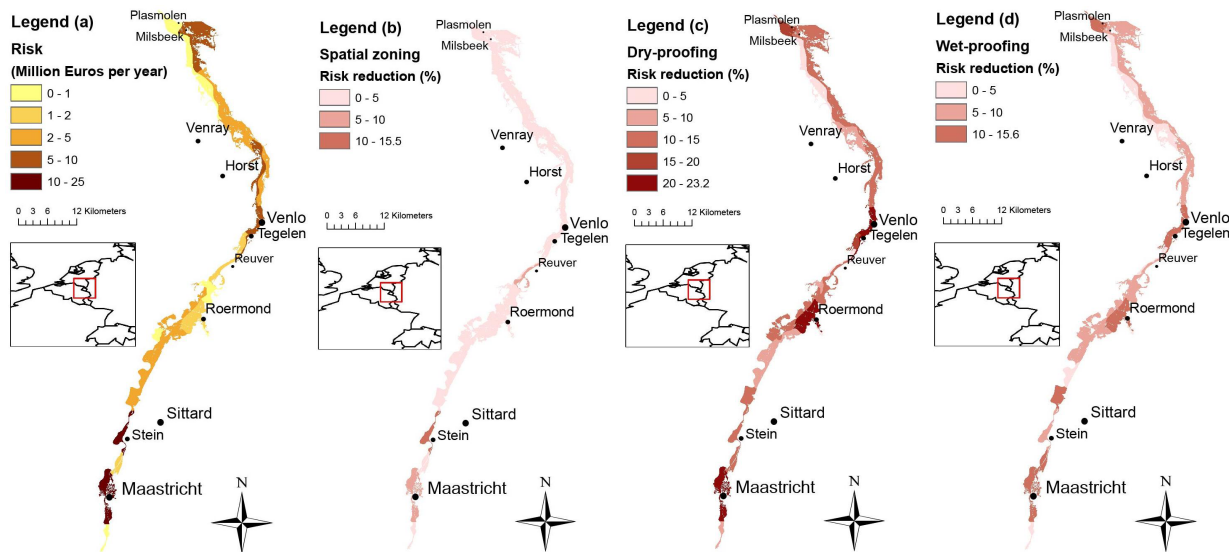 Legend (a)
Risk
(Million Euros per year)
0 - 1
1 - 2
2 - 5
5 - 10
10 - 25
0 3 6 12 Kilometers
Plasmolen
Milsbeek
Venray
Horst
Venlo
Tegelen
Reuver
Roermond
Sittard
Stein
Maastricht
N
Legend (b)
Spatial zoning
Risk reduction (%)
0 - 5
5 - 10
10 - 15.5
0 3 6 12 Kilometers
Plasmolen
Milsbeek
Venray
Horst
Venlo
Tegelen
Reuver
Roermond
Sittard
Stein
Maastricht
N
Legend (c)
Dry-proofing
Risk reduction (%)
0 - 5
5 - 10
10 - 15
15 - 20
20 - 23.2
0 3 6 12 Kilometers
Plasmolen
Milsbeek
Venray
Horst
Venlo
Tegelen
Reuver
Roermond
Sittard
Stein
Maastricht
N
Legend (d)
Wet-proofing
Risk reduction (%)
0 - 5
5 - 10
10 - 15.6
0 3 6 12 Kilometers
Plasmolen
Milsbeek
Venray
Horst
Venlo
Tegelen
Reuver
Roermond
Sittard
Stein
Maastricht
N